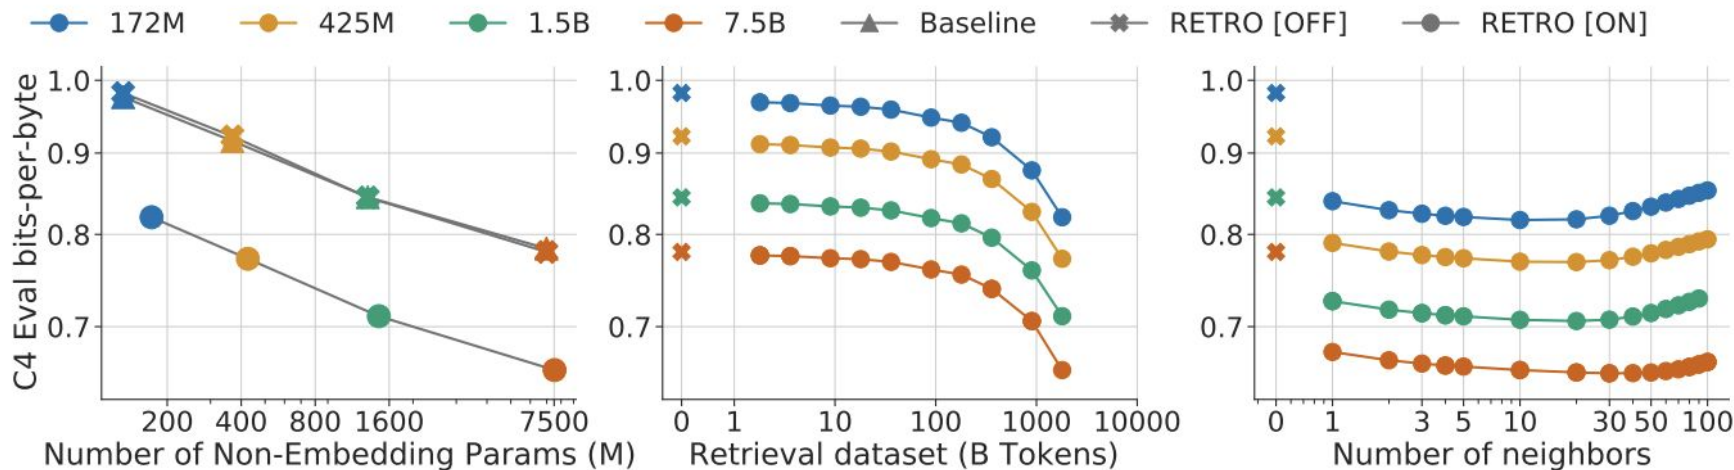 172M 425M 1.5B 7.5B Baseline RETRO [OFF] RETRO [ON]
C4 Eval bits-per-byte
1.0
0.9
0.8
0.7
200 400 800 1600 7500
Number of Non-Embedding Params (M)
1.0
0.9
0.8
0.7
0 1 10 100 1000 10000
Retrieval dataset (B Tokens)
1.0
0.9
0.8
0.7
0 1 3 5 10 30 50 100
Number of neighbors